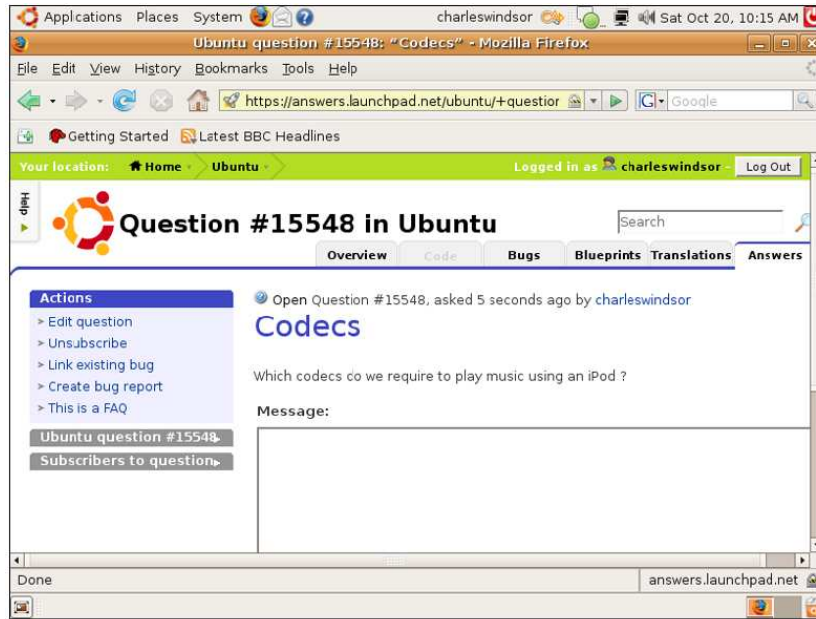 Applications Places System charleswindsor Sat Oct 20, 10:15 AM
Ubuntu question #15548: “Codecs” - Mozilla Firefox
File Edit View History Bookmarks Tools Help
https://answers.launchpad.net/ubuntu/+question G Google
Getting Started Latest BBC Headlines
Your location: Home Ubuntu Logged in as charleswindsor - Log Out
Help
Question #15548 in Ubuntu Search
Overview Code Bugs Blueprints Translations Answers
Actions
Edit question
Unsubscribe
Link existing bug
Create bug report
This is a FAQ
Ubuntu question #15548
Subscribers to question
Open Question #15548, asked 5 seconds ago by charleswindsor
Codecs
Which codecs do we require to play music using an iPod ?
Message:
Done answers.launchpad.net